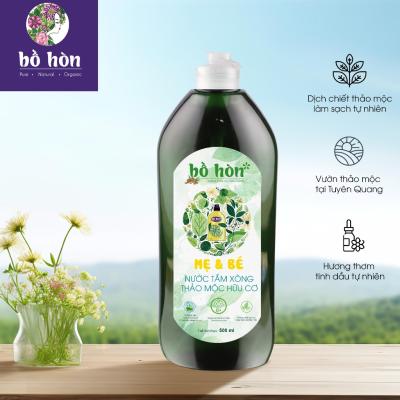 bồ hòn
Pure • Natural • Organic
Dịch chiết thảo mộc
làm sạch tự nhiên
Vườn thảo mộc
tại Tuyên Quang
Hương thơm
tinh dầu tự nhiên
bồ hòn
MẸ & BÉ
NƯỚC TẮM XÔNG
THẢO MỘC HỮU CƠ
500 ml